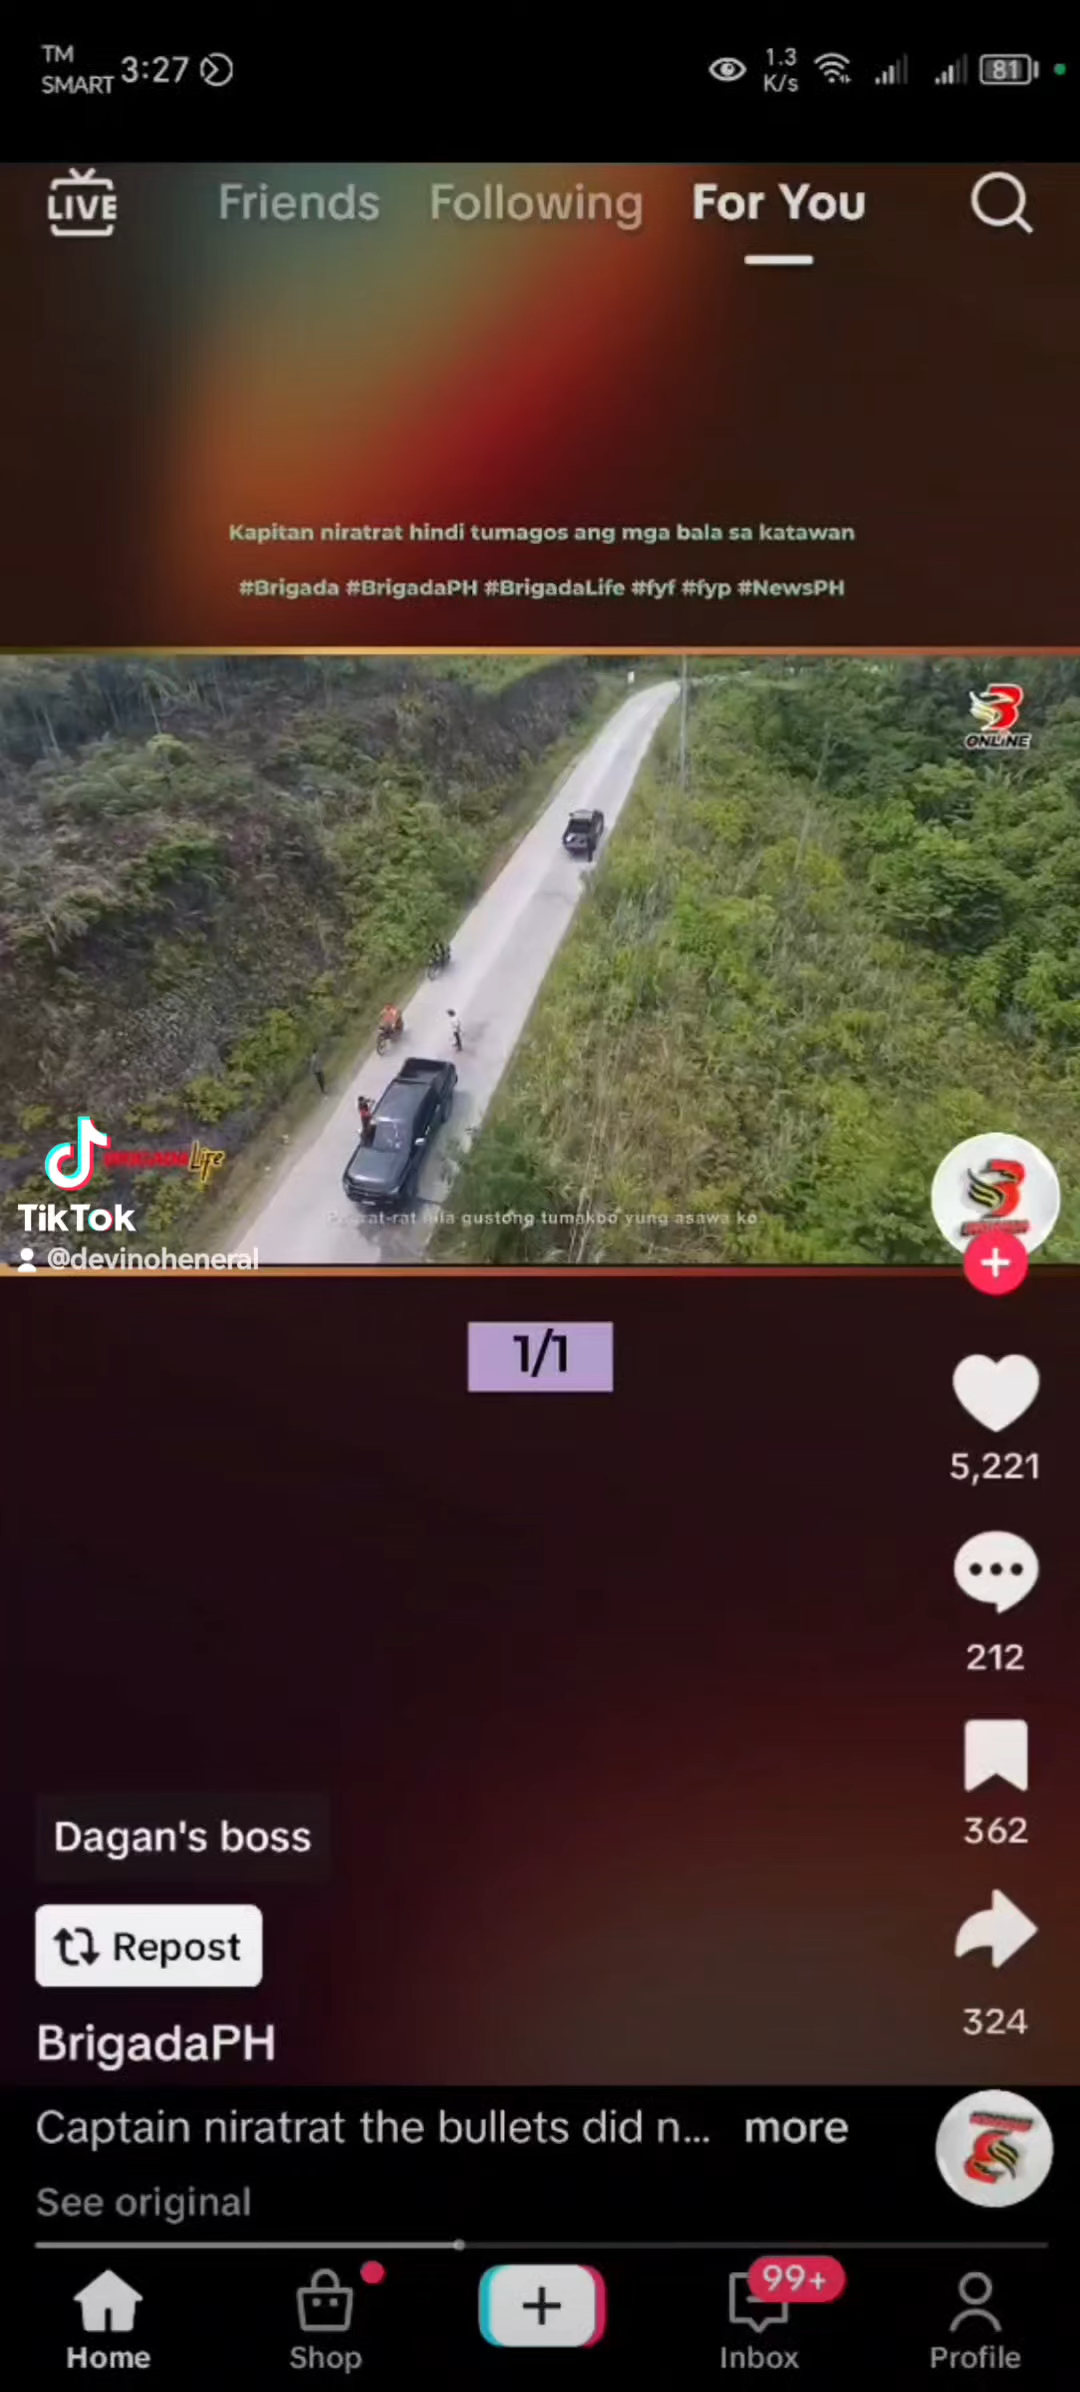 TM
SMART 3:27
1.3
K/s
81
LIVE
Friends
Following
For You
Kapitan niratrat hindi tumagos ang mga bala sa katawan
#Brigada #BrigadaPH #BrigadaLife #fyf #fyp #NewsPH
ONLINE
Life
TikTok
@devinoheneral
gustong tumakbo yung asawa ko
1/1
5,221
212
362
324
Dagan's boss
Repost
BrigadaPH
Captain niratrat the bullets did n... more
See original
Home
Shop
99+
Inbox
Profile